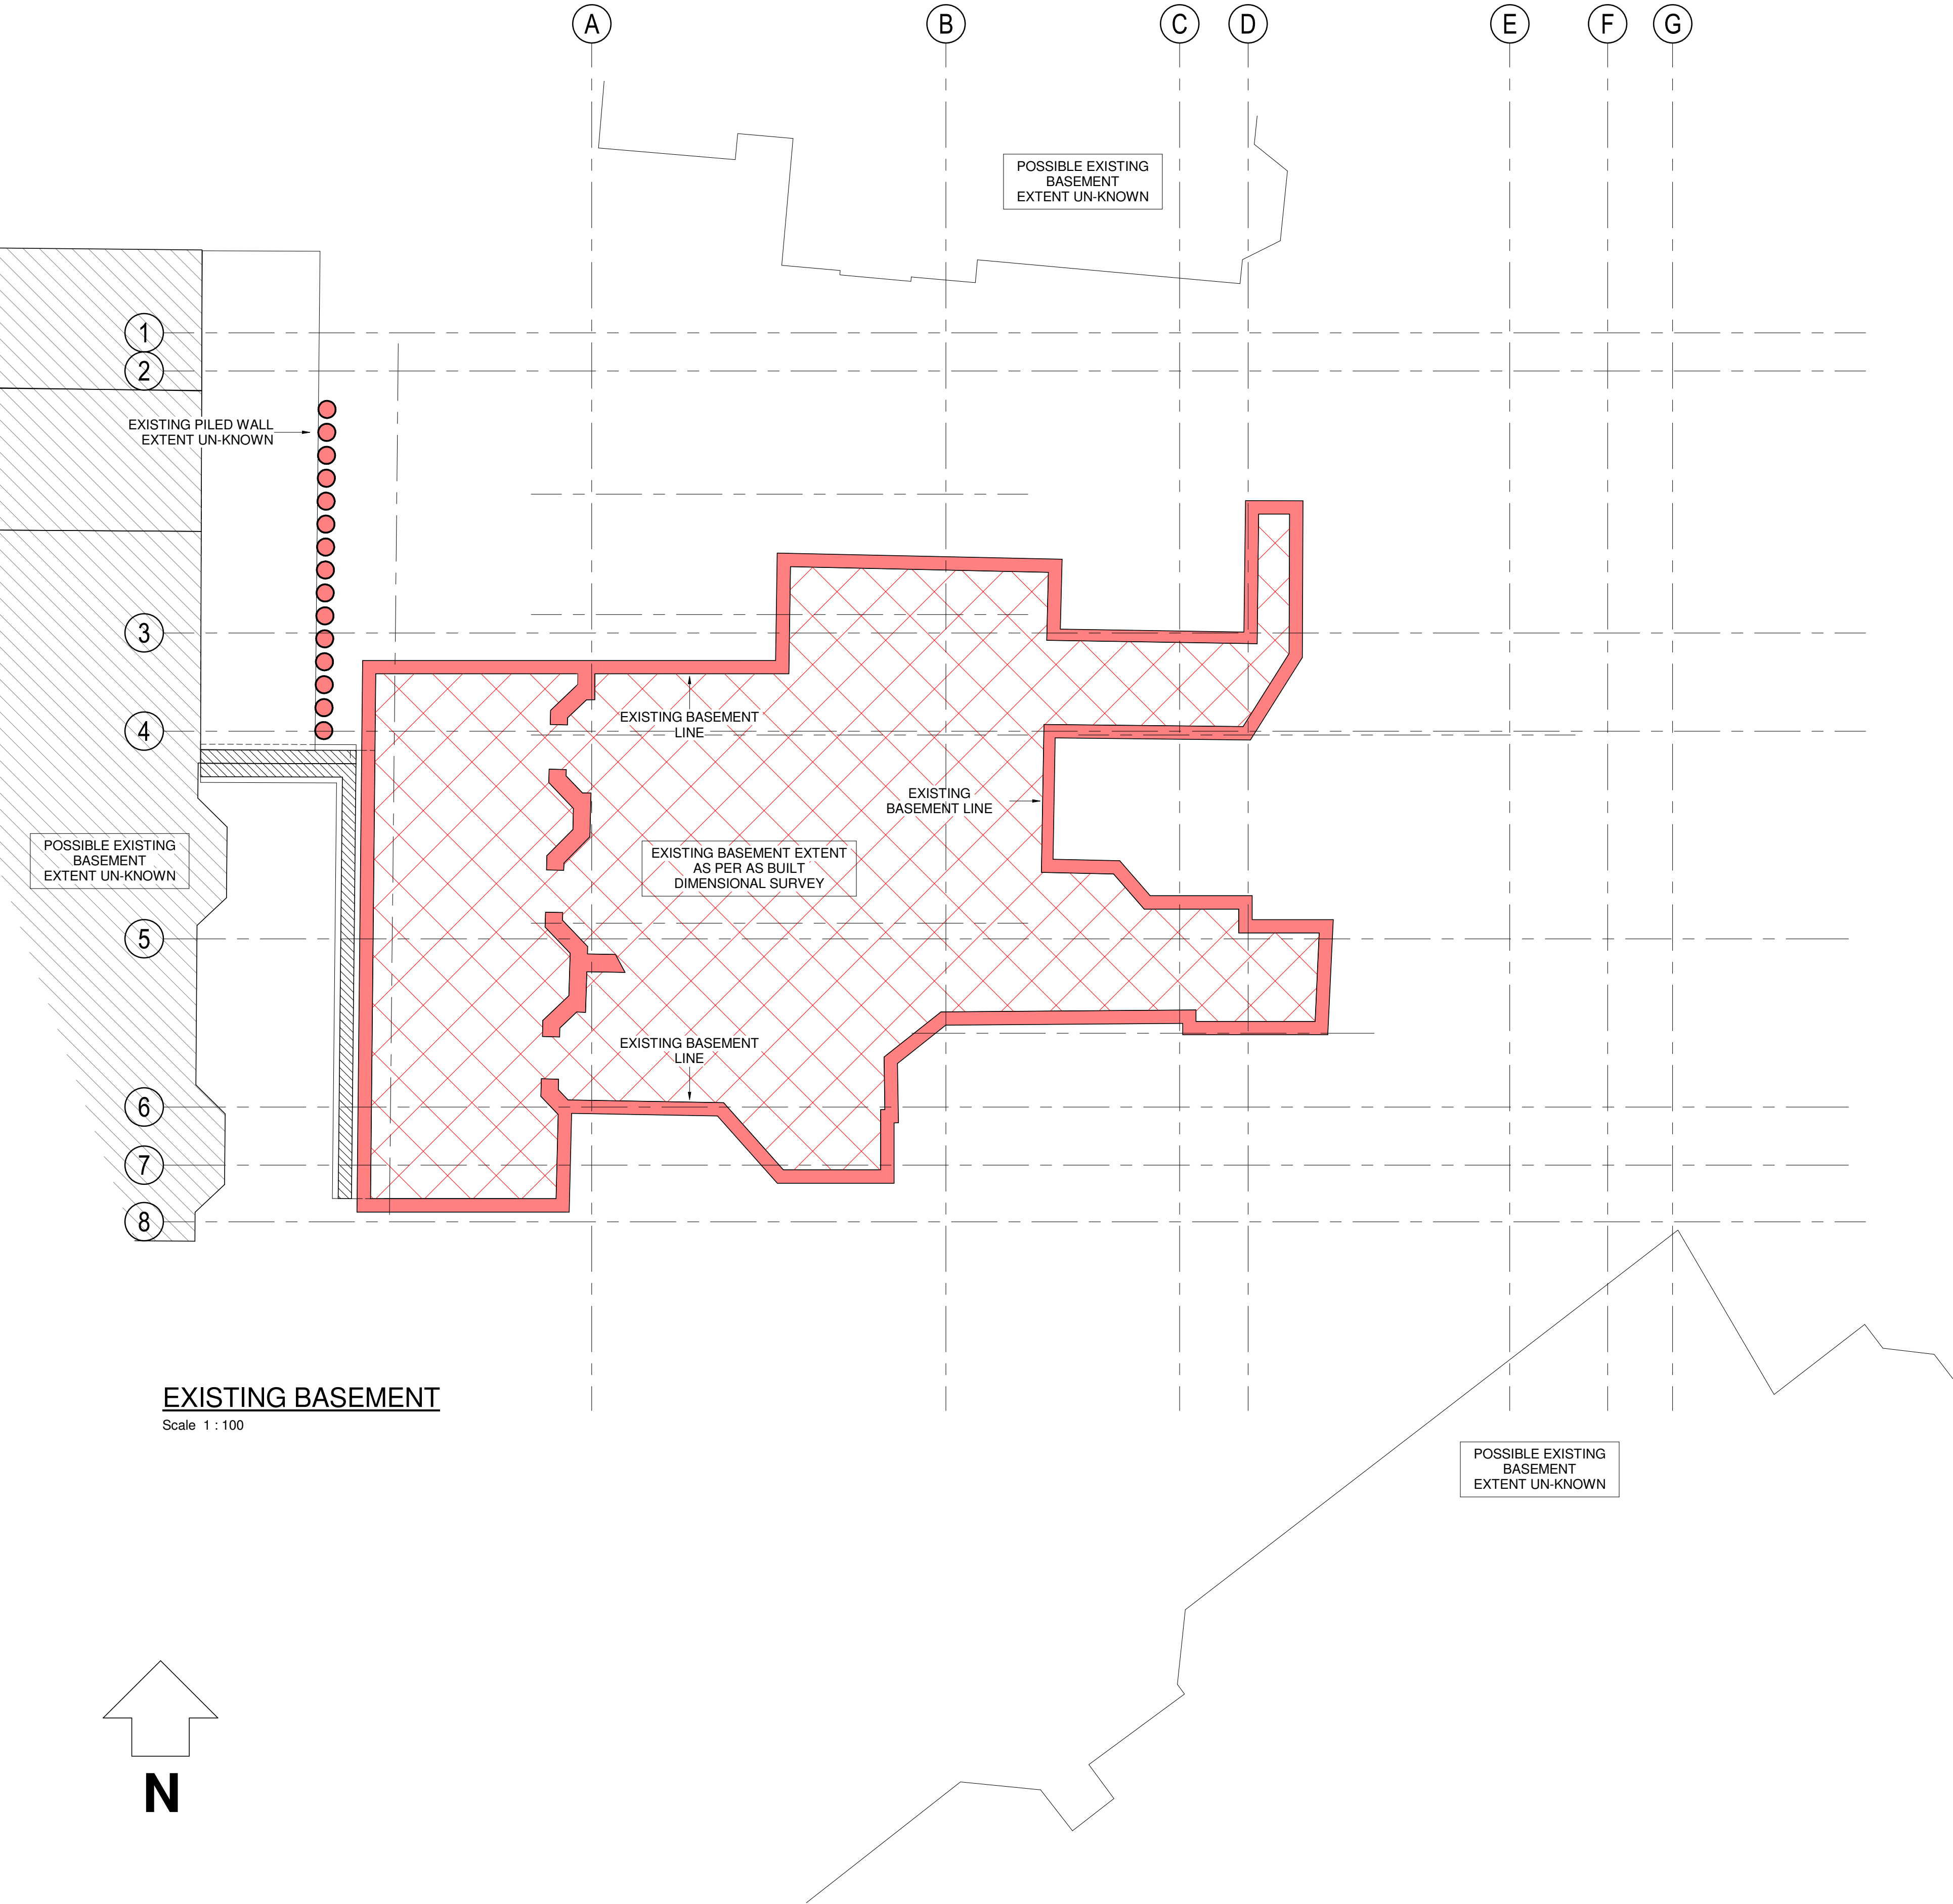 A
B
C
D
E
F
G
POSSIBLE EXISTING
BASEMENT
EXTENT UN-KNOWN
1
2
EXISTING PILED WALL
EXTENT UN-KNOWN
3
4
EXISTING BASEMENT
LINE
EXISTING
BASEMENT LINE
POSSIBLE EXISTING
BASEMENT
EXTENT UN-KNOWN
EXISTING BASEMENT EXTENT
AS PER AS BUILT
DIMENSIONAL SURVEY
5
EXISTING BASEMENT
LINE
6
7
8
EXISTING BASEMENT
Scale 1 : 100
POSSIBLE EXISTING
BASEMENT
EXTENT UN-KNOWN
N